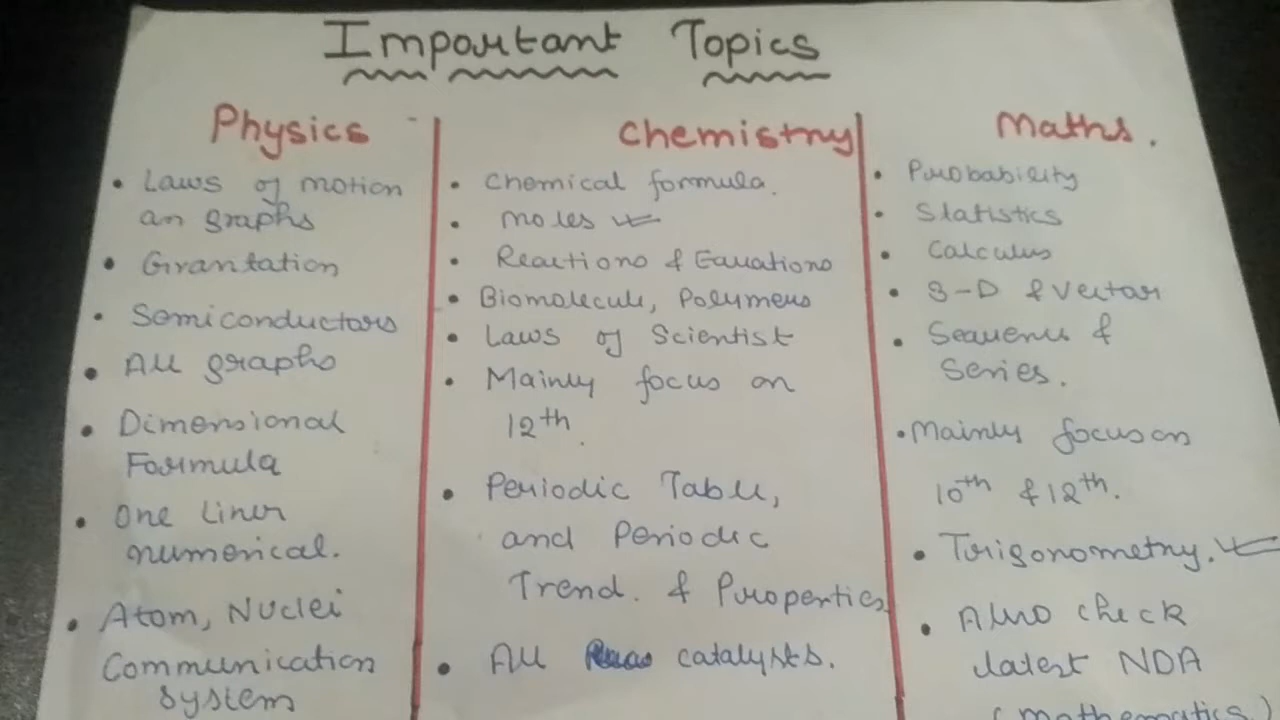 Important Topics
Physics
• Laws of motion
an graphs
• Gravitation
• Semiconductors
• All graphs
• Dimensional
Formula
• One Liner
numerical.
• Atom, Nuclei
Communication
system
Chemistry
• Chemical formula.
• moles
• Reactions & Equations
• Biomolecule, Polymers
• Laws of Scientist
• Mainly focus on
12th.
• Periodic Table,
and Periodic
Trend. & Properties
• All catalysts.
Maths.
• Probability
• Statistics
• Calculus
• 3-D & Vector
• Sequence &
Series.
• Mainly focus on
10th & 12th.
• Trigonometry.
• Also check
latest NDA
(mathematics)